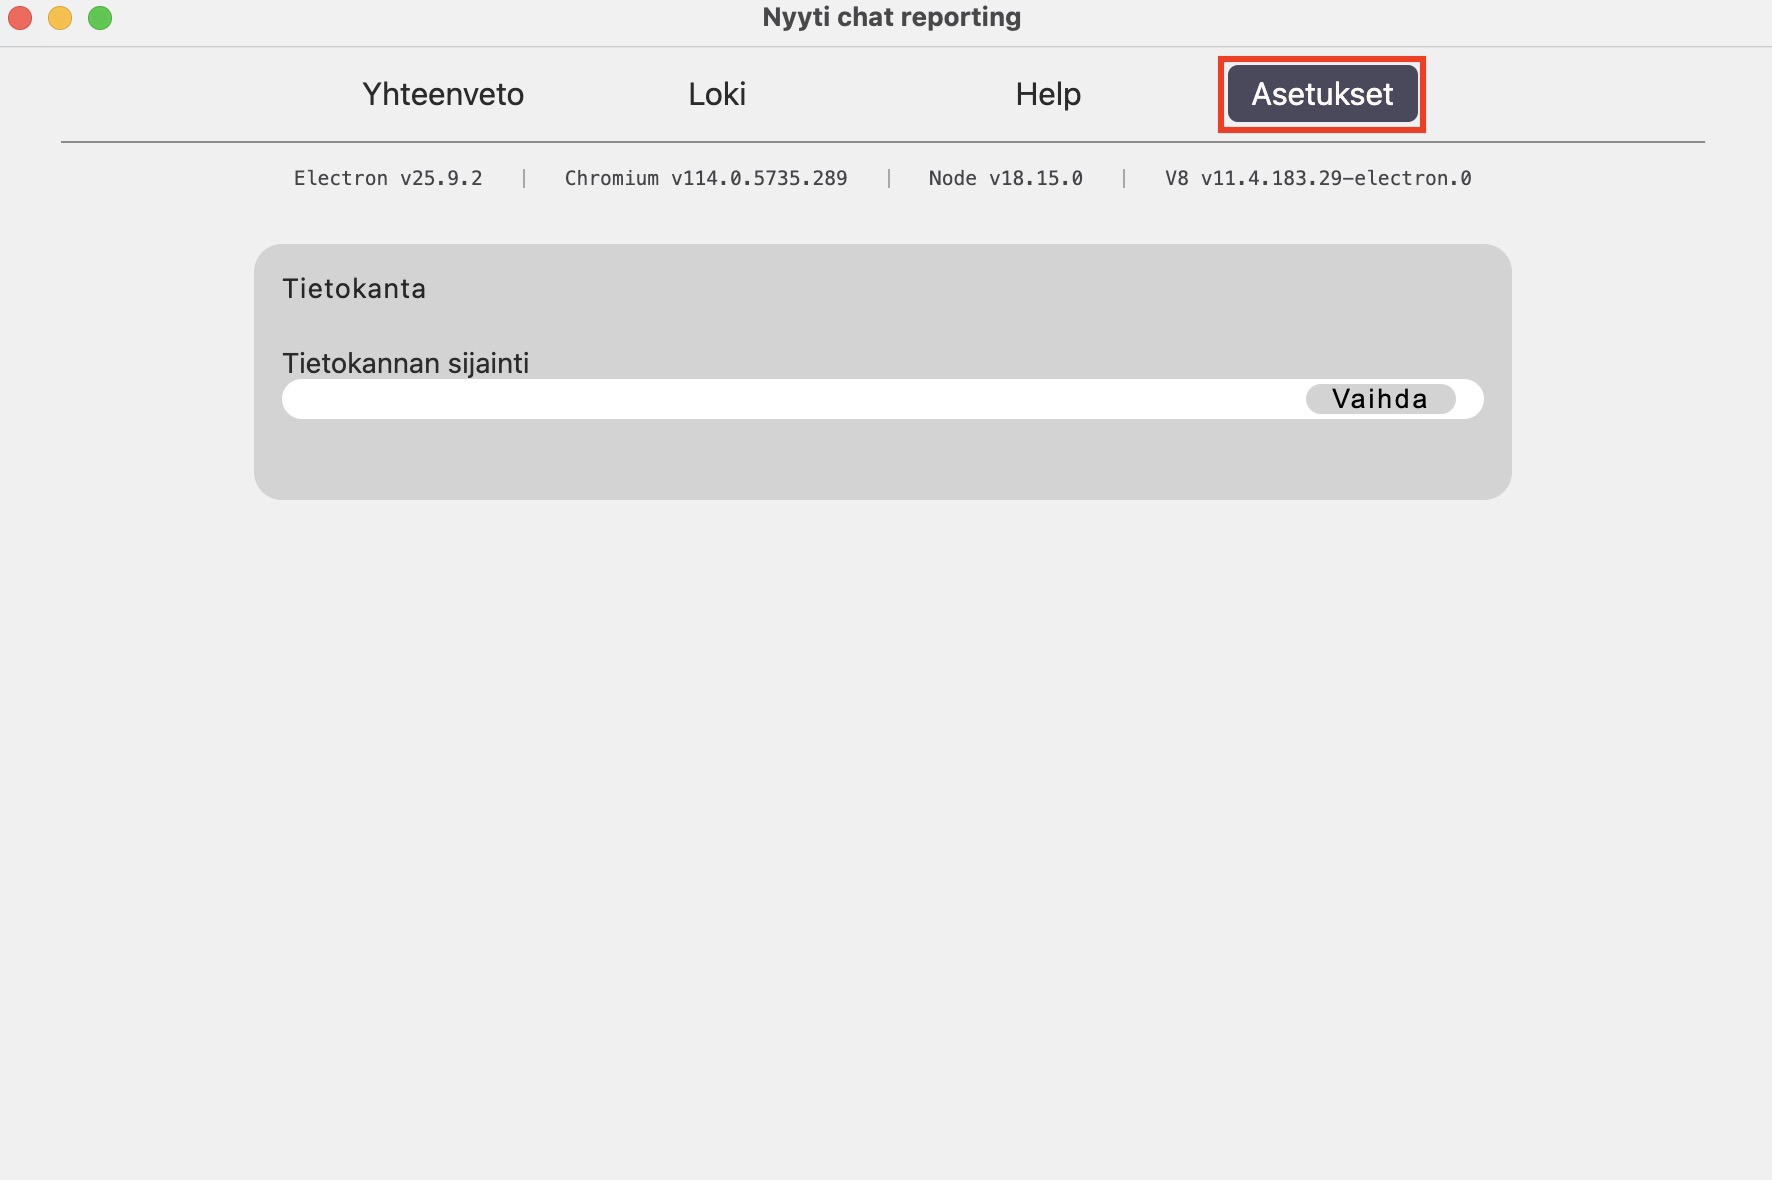 Nyyti chat reporting
Yhteenveto Loki Help Asetukset
Electron v25.9.2 | Chromium v114.0.5735.289 | Node v18.15.0 | V8 v11.4.183.29-electron.0
Tietokanta
Tietokannan sijainti
Vaihda